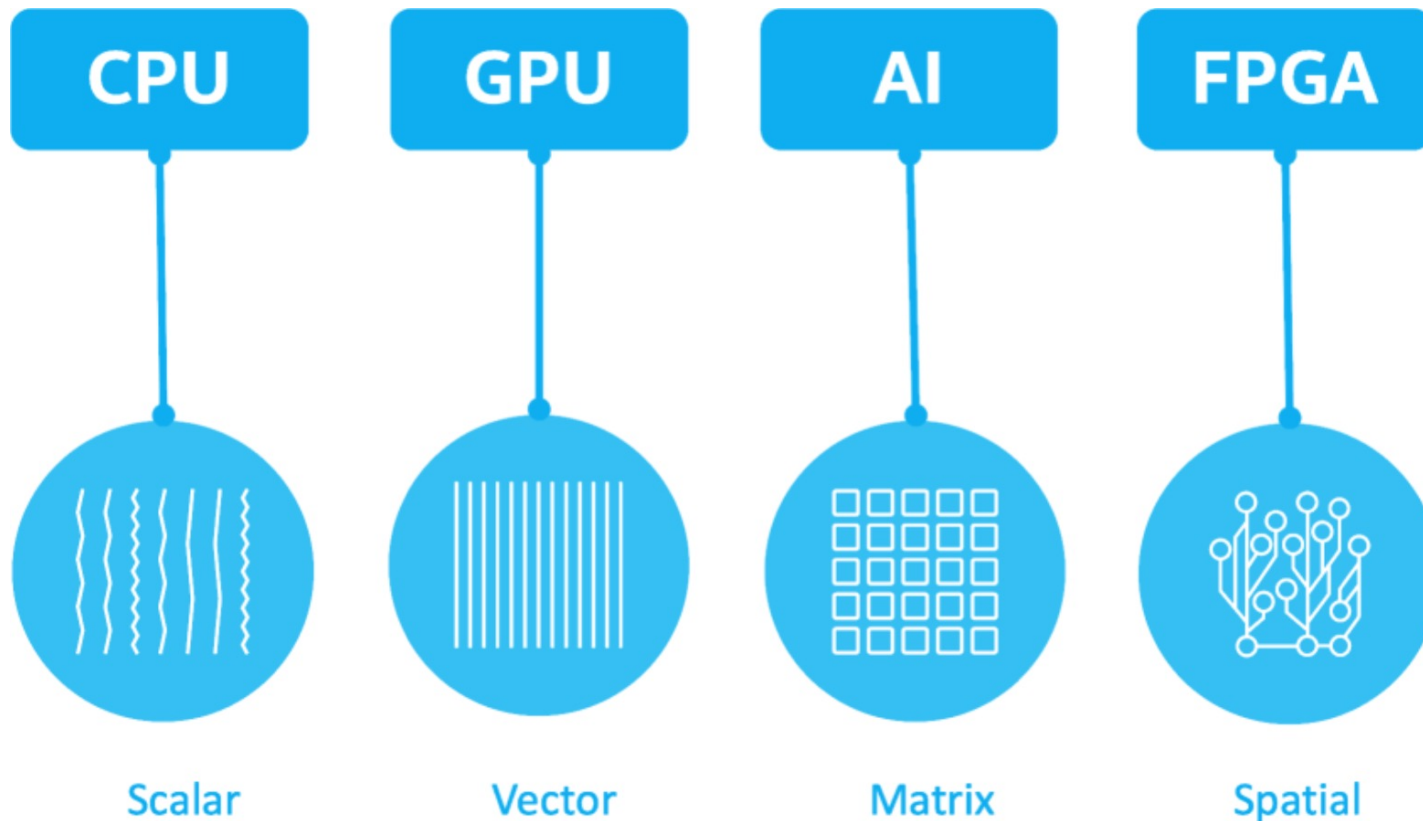 CPU
GPU
AI
FPGA
Scalar
Vector
Matrix
Spatial